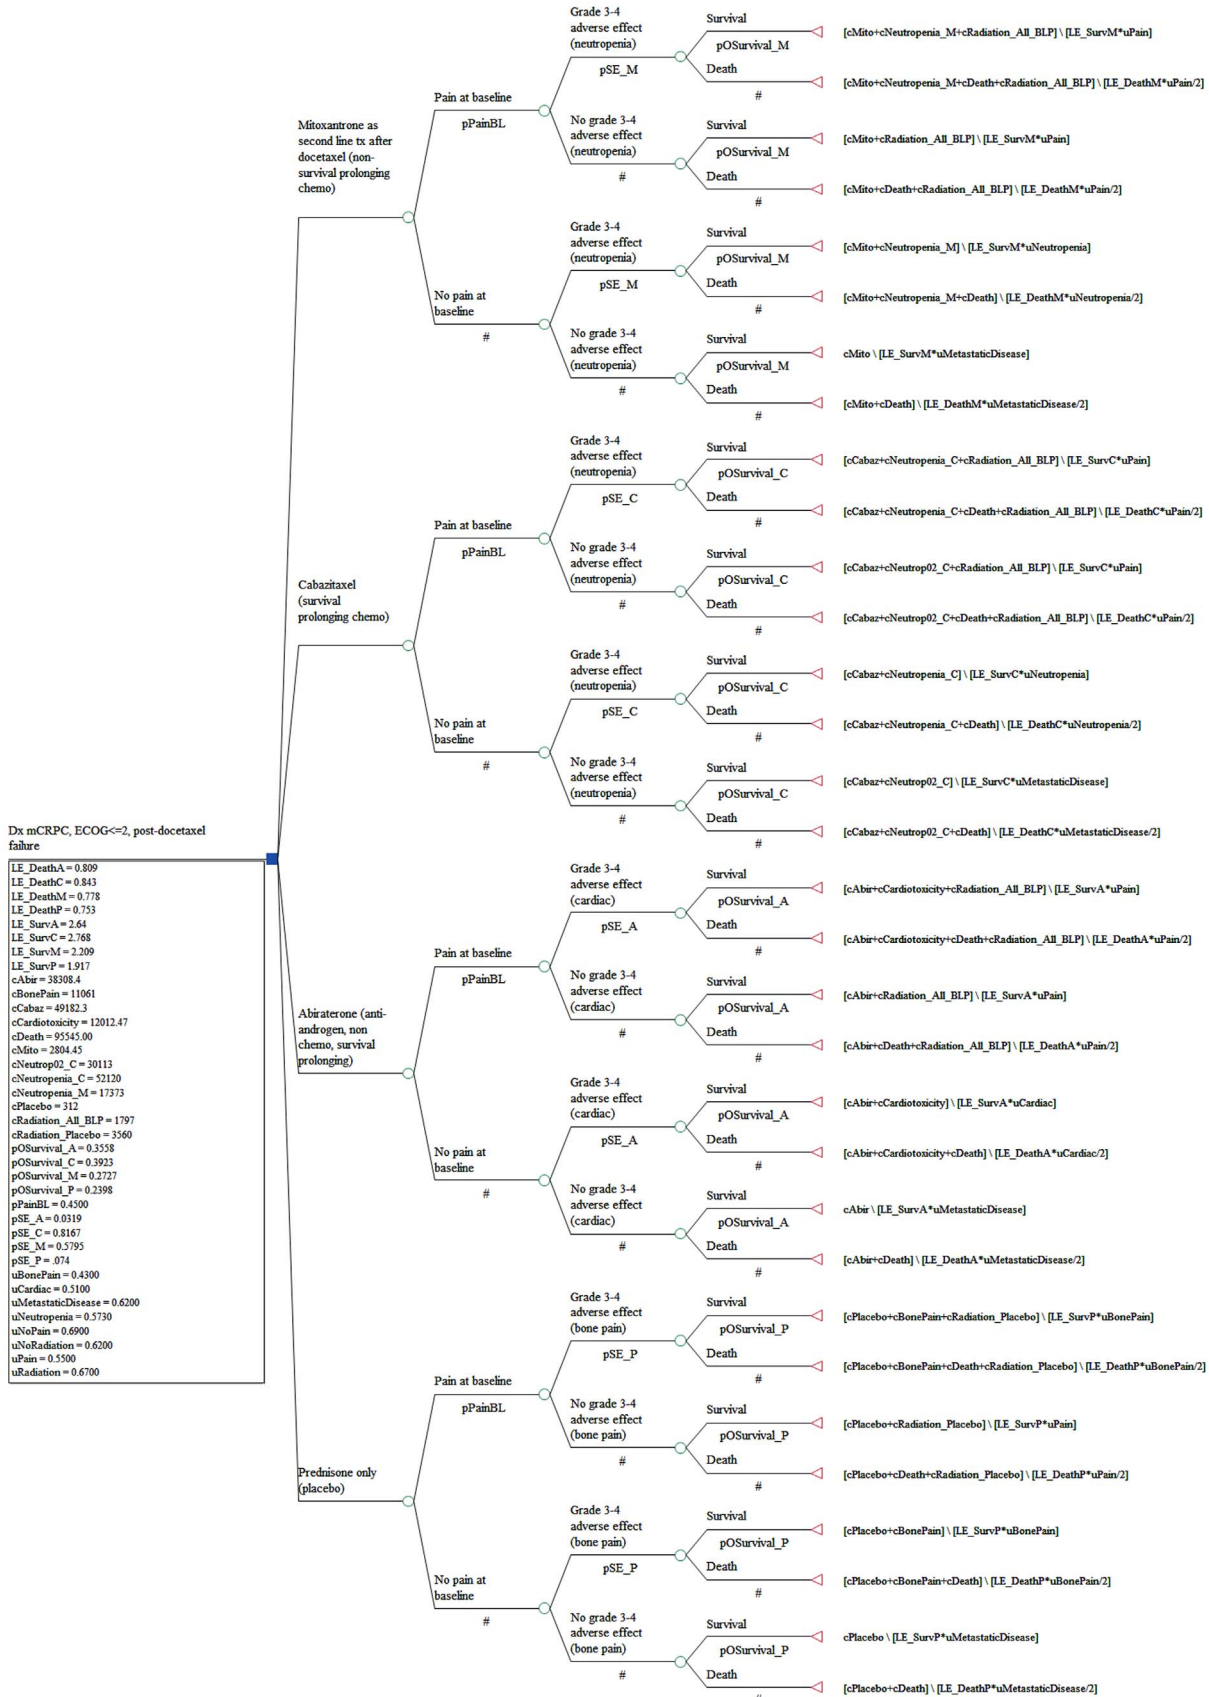 Dx mCRPC, ECOG<=2, post-docetaxel
failure
LE_DeathA = 0.809
LE_DeathC = 0.843
LE_DeathM = 0.778
LE_DeathP = 0.753
LE_SurvA = 2.64
LE_SurvC = 2.768
LE_SurvM = 2.209
LE_SurvP = 1.917
cAbir = 38308.4
cBonePain = 11061
cCabaz = 49182.3
cCardiotoxicity = 12012.47
cDeath = 95545.00
cMito = 2804.45
cNeutrop02_C = 30113
cNeutropenia_C = 52120
cNeutropenia_M = 17373
cPlacebo = 312
cRadiation_All_BLP = 1797
cRadiation_Placebo = 3560
pOSurvival_A = 0.3558
pOSurvival_C = 0.3923
pOSurvival_M = 0.2727
pOSurvival_P = 0.2398
pPainBL = 0.4500
pSE_A = 0.0319
pSE_C = 0.8167
pSE_M = 0.5795
pSE_P = .074
uBonePain = 0.4300
uCardiac = 0.5100
uMetastaticDisease = 0.6200
uNeutropenia = 0.5730
uNoPain = 0.6900
uNoRadiation = 0.6200
uPain = 0.5500
uRadiation = 0.6700
Mitoxantrone as
second line tx after
docetaxel (non-
survival prolonging
chemo)
Pain at baseline
pPainBL
Grade 3-4
adverse effect
(neutropenia)
pSE_M
Survival
pOSurvival_M
[cMito+cNeutropenia_M+cRadiation_All_BLP] \ [LE_SurvM*uPain]
Death
#
[cMito+cNeutropenia_M+cDeath+cRadiation_All_BLP] \ [LE_DeathM*uPain/2]
No grade 3-4
adverse effect
(neutropenia)
#
Survival
pOSurvival_M
[cMito+cRadiation_All_BLP] \ [LE_SurvM*uPain]
Death
#
[cMito+cDeath+cRadiation_All_BLP] \ [LE_DeathM*uPain/2]
No pain at
baseline
#
Grade 3-4
adverse effect
(neutropenia)
pSE_M
Survival
pOSurvival_M
[cMito+cNeutropenia_M] \ [LE_SurvM*uNeutropenia]
Death
#
[cMito+cNeutropenia_M+cDeath] \ [LE_DeathM*uNeutropenia/2]
No grade 3-4
adverse effect
(neutropenia)
#
Survival
pOSurvival_M
cMito \ [LE_SurvM*uMetastaticDisease]
Death
#
[cMito+cDeath] \ [LE_DeathM*uMetastaticDisease/2]
Cabazitaxel
(survival
prolonging chemo)
Pain at baseline
pPainBL
Grade 3-4
adverse effect
(neutropenia)
pSE_C
Survival
pOSurvival_C
[cCabaz+cNeutropenia_C+cRadiation_All_BLP] \ [LE_SurvC*uPain]
Death
#
[cCabaz+cNeutropenia_C+cDeath+cRadiation_All_BLP] \ [LE_DeathC*uPain/2]
No grade 3-4
adverse effect
(neutropenia)
#
Survival
pOSurvival_C
[cCabaz+cNeutrop02_C+cRadiation_All_BLP] \ [LE_SurvC*uPain]
Death
#
[cCabaz+cNeutrop02_C+cDeath+cRadiation_All_BLP] \ [LE_DeathC*uPain/2]
No pain at
baseline
#
Grade 3-4
adverse effect
(neutropenia)
pSE_C
Survival
pOSurvival_C
[cCabaz+cNeutropenia_C] \ [LE_SurvC*uNeutropenia]
Death
#
[cCabaz+cNeutropenia_C+cDeath] \ [LE_DeathC*uNeutropenia/2]
No grade 3-4
adverse effect
(neutropenia)
#
Survival
pOSurvival_C
[cCabaz+cNeutrop02_C] \ [LE_SurvC*uMetastaticDisease]
Death
#
[cCabaz+cNeutrop02_C+cDeath] \ [LE_DeathC*uMetastaticDisease/2]
Abiraterone (anti-
androgen, non
chemo, survival
prolonging)
Pain at baseline
pPainBL
Grade 3-4
adverse effect
(cardiac)
pSE_A
Survival
pOSurvival_A
[cAbir+cCardiotoxicity+cRadiation_All_BLP] \ [LE_SurvA*uPain]
Death
#
[cAbir+cCardiotoxicity+cDeath+cRadiation_All_BLP] \ [LE_DeathA*uPain/2]
No grade 3-4
adverse effect
(cardiac)
#
Survival
pOSurvival_A
[cAbir+cRadiation_All_BLP] \ [LE_SurvA*uPain]
Death
#
[cAbir+cDeath+cRadiation_All_BLP] \ [LE_DeathA*uPain/2]
No pain at
baseline
#
Grade 3-4
adverse effect
(cardiac)
pSE_A
Survival
pOSurvival_A
[cAbir+cCardiotoxicity] \ [LE_SurvA*uCardiac]
Death
#
[cAbir+cCardiotoxicity+cDeath] \ [LE_DeathA*uCardiac/2]
No grade 3-4
adverse effect
(cardiac)
#
Survival
pOSurvival_A
cAbir \ [LE_SurvA*uMetastaticDisease]
Death
#
[cAbir+cDeath] \ [LE_DeathA*uMetastaticDisease/2]
Prednisone only
(placebo)
Pain at baseline
pPainBL
Grade 3-4
adverse effect
(bone pain)
pSE_P
Survival
pOSurvival_P
[cPlacebo+cBonePain+cRadiation_Placebo] \ [LE_SurvP*uBonePain]
Death
#
[cPlacebo+cBonePain+cDeath+cRadiation_Placebo] \ [LE_DeathP*uBonePain/2]
No grade 3-4
adverse effect
(bone pain)
#
Survival
pOSurvival_P
[cPlacebo+cRadiation_Placebo] \ [LE_SurvP*uPain]
Death
#
[cPlacebo+cDeath+cRadiation_Placebo] \ [LE_DeathP*uPain/2]
No pain at
baseline
#
Grade 3-4
adverse effect
(bone pain)
pSE_P
Survival
pOSurvival_P
[cPlacebo+cBonePain] \ [LE_SurvP*uBonePain]
Death
#
[cPlacebo+cBonePain+cDeath] \ [LE_DeathP*uBonePain/2]
No grade 3-4
adverse effect
(bone pain)
#
Survival
pOSurvival_P
cPlacebo \ [LE_SurvP*uMetastaticDisease]
Death
#
[cPlacebo+cDeath] \ [LE_DeathP*uMetastaticDisease/2]